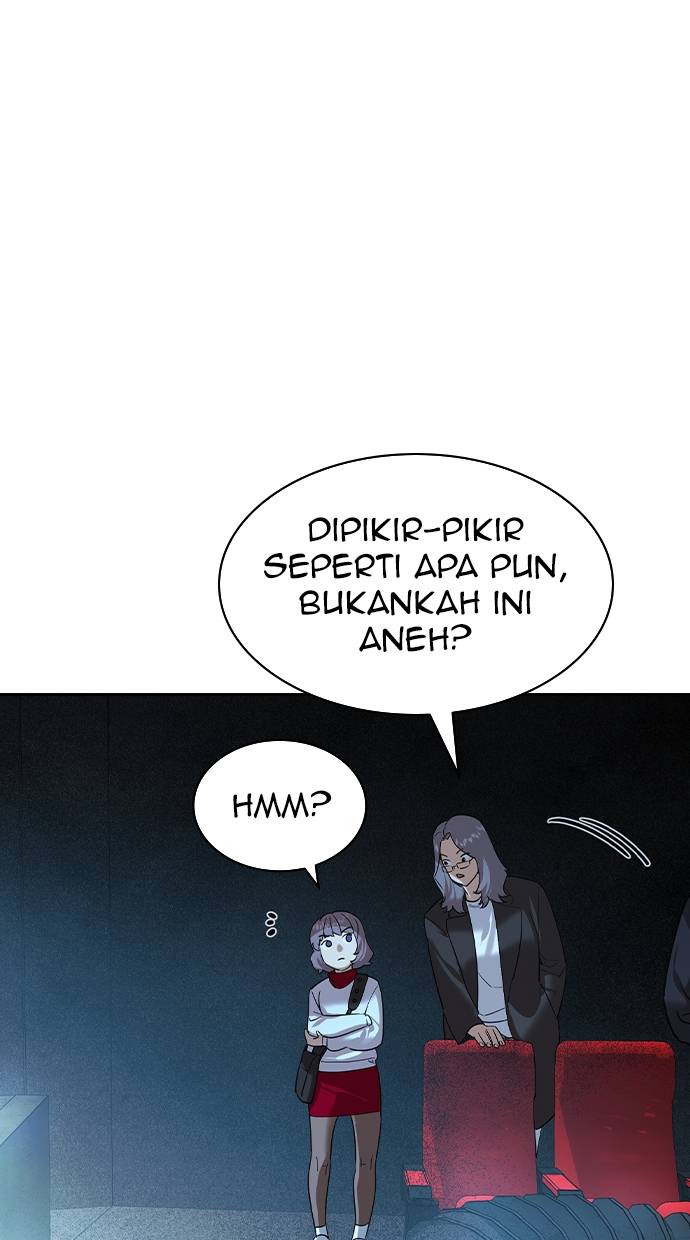 DIPIKIR-PIKIR
SEPERTI APA PUN,
BUKANKAH INI
ANEH?
HMM?